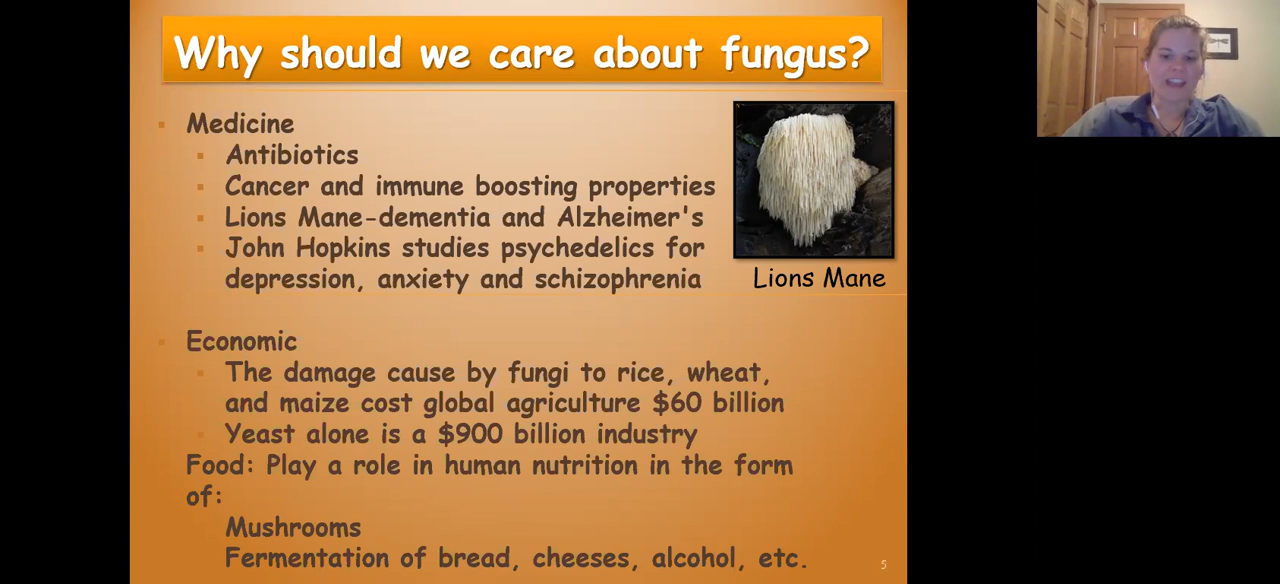 Why should we care about fungus?
Medicine
Antibiotics
Cancer and immune boosting properties
Lions Mane-dementia and Alzheimer's
John Hopkins studies psychedelics for
depression, anxiety and schizophrenia
Lions Mane
Economic
The damage cause by fungi to rice, wheat,
and maize cost global agriculture $60 billion
Yeast alone is a $900 billion industry
Food: Play a role in human nutrition in the form
of:
Mushrooms
Fermentation of bread, cheeses, alcohol, etc.
5